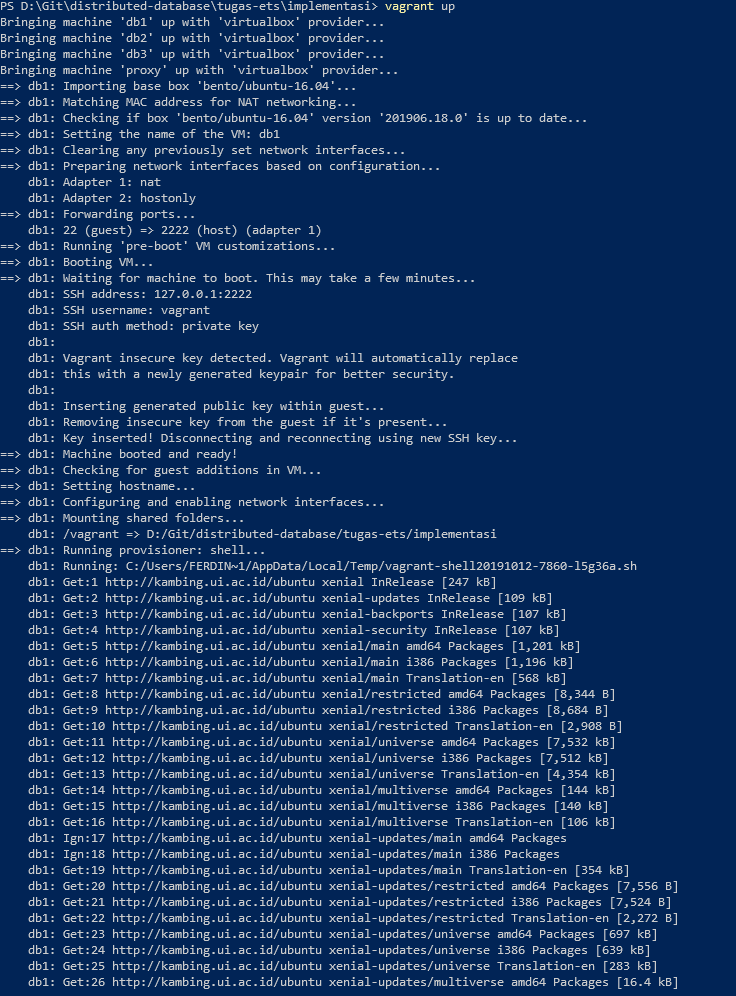 PS D:\Git\distributed-database\tugas-ets\implementasi> vagrant up
Bringing machine 'db1' up with 'virtualbox' provider...
Bringing machine 'db2' up with 'virtualbox' provider...
Bringing machine 'db3' up with 'virtualbox' provider...
Bringing machine 'proxy' up with 'virtualbox' provider...
==> db1: Importing base box 'bento/ubuntu-16.04'...
==> db1: Matching MAC address for NAT networking...
==> db1: Checking if box 'bento/ubuntu-16.04' version '201906.18.0' is up to date...
==> db1: Setting the name of the VM: db1
==> db1: Clearing any previously set network interfaces...
==> db1: Preparing network interfaces based on configuration...
    db1: Adapter 1: nat
    db1: Adapter 2: hostonly
==> db1: Forwarding ports...
    db1: 22 (guest) => 2222 (host) (adapter 1)
==> db1: Running 'pre-boot' VM customizations...
==> db1: Booting VM...
==> db1: Waiting for machine to boot. This may take a few minutes...
    db1: SSH address: 127.0.0.1:2222
    db1: SSH username: vagrant
    db1: SSH auth method: private key
    db1:
    db1: Vagrant insecure key detected. Vagrant will automatically replace
    db1: this with a newly generated keypair for better security.
    db1:
    db1: Inserting generated public key within guest...
    db1: Removing insecure key from the guest if it's present...
    db1: Key inserted! Disconnecting and reconnecting using new SSH key...
==> db1: Machine booted and ready!
==> db1: Checking for guest additions in VM...
==> db1: Setting hostname...
==> db1: Configuring and enabling network interfaces...
==> db1: Mounting shared folders...
    db1: /vagrant => D:/Git/distributed-database/tugas-ets/implementasi
==> db1: Running provisioner: shell...
    db1: Running: C:/Users/FERDIN~1/AppData/Local/Temp/vagrant-shell20191012-7860-l5g36a.sh
    db1: Get:1 http://kambing.ui.ac.id/ubuntu xenial InRelease [247 kB]
    db1: Get:2 http://kambing.ui.ac.id/ubuntu xenial-updates InRelease [109 kB]
    db1: Get:3 http://kambing.ui.ac.id/ubuntu xenial-backports InRelease [107 kB]
    db1: Get:4 http://kambing.ui.ac.id/ubuntu xenial-security InRelease [107 kB]
    db1: Get:5 http://kambing.ui.ac.id/ubuntu xenial/main amd64 Packages [1,201 kB]
    db1: Get:6 http://kambing.ui.ac.id/ubuntu xenial/main i386 Packages [1,196 kB]
    db1: Get:7 http://kambing.ui.ac.id/ubuntu xenial/main Translation-en [568 kB]
    db1: Get:8 http://kambing.ui.ac.id/ubuntu xenial/restricted amd64 Packages [8,344 B]
    db1: Get:9 http://kambing.ui.ac.id/ubuntu xenial/restricted i386 Packages [8,684 B]
    db1: Get:10 http://kambing.ui.ac.id/ubuntu xenial/restricted Translation-en [2,908 B]
    db1: Get:11 http://kambing.ui.ac.id/ubuntu xenial/universe amd64 Packages [7,532 kB]
    db1: Get:12 http://kambing.ui.ac.id/ubuntu xenial/universe i386 Packages [7,512 kB]
    db1: Get:13 http://kambing.ui.ac.id/ubuntu xenial/universe Translation-en [4,354 kB]
    db1: Get:14 http://kambing.ui.ac.id/ubuntu xenial/multiverse amd64 Packages [144 kB]
    db1: Get:15 http://kambing.ui.ac.id/ubuntu xenial/multiverse i386 Packages [140 kB]
    db1: Get:16 http://kambing.ui.ac.id/ubuntu xenial/multiverse Translation-en [106 kB]
    db1: Ign:17 http://kambing.ui.ac.id/ubuntu xenial-updates/main amd64 Packages
    db1: Ign:18 http://kambing.ui.ac.id/ubuntu xenial-updates/main i386 Packages
    db1: Get:19 http://kambing.ui.ac.id/ubuntu xenial-updates/main Translation-en [354 kB]
    db1: Get:20 http://kambing.ui.ac.id/ubuntu xenial-updates/restricted amd64 Packages [7,556 B]
    db1: Get:21 http://kambing.ui.ac.id/ubuntu xenial-updates/restricted i386 Packages [7,524 B]
    db1: Get:22 http://kambing.ui.ac.id/ubuntu xenial-updates/restricted Translation-en [2,272 B]
    db1: Get:23 http://kambing.ui.ac.id/ubuntu xenial-updates/universe amd64 Packages [697 kB]
    db1: Get:24 http://kambing.ui.ac.id/ubuntu xenial-updates/universe i386 Packages [639 kB]
    db1: Get:25 http://kambing.ui.ac.id/ubuntu xenial-updates/universe Translation-en [283 kB]
    db1: Get:26 http://kambing.ui.ac.id/ubuntu xenial-updates/multiverse amd64 Packages [16.4 kB]